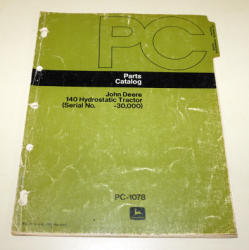 PC
Parts
Catalog
John Deere
140 Hydrostatic Tractor
(Serial No. -30,000)
PC-1078